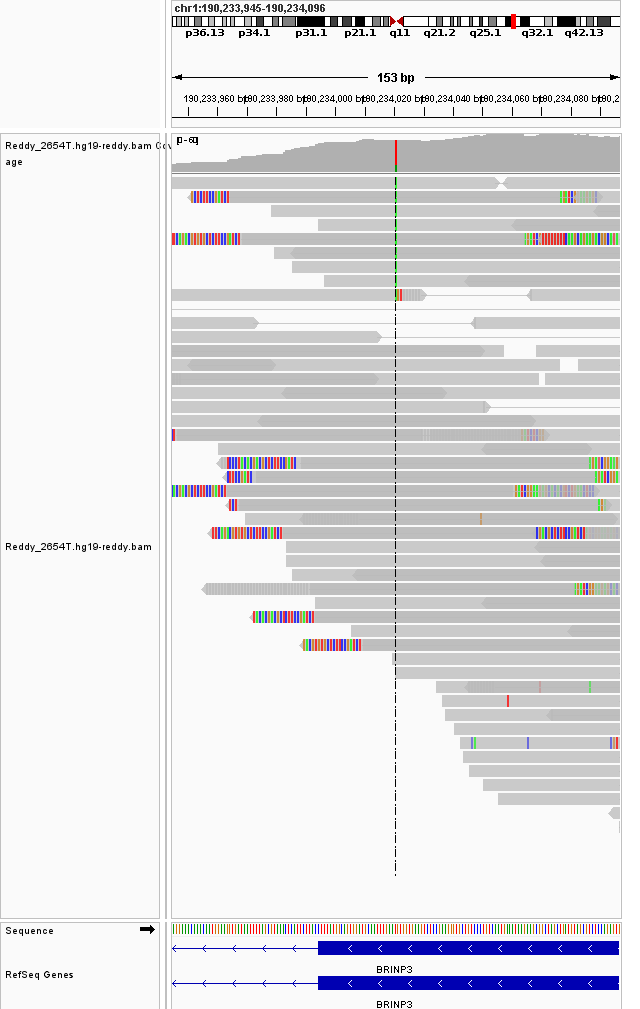 chr1:190,233,945-190,234,096
p36.13 p34.1 p31.1 p21.1 q11 q21.2 q25.1 q32.1 q42.13
153 bp
190,233,960 bp 190,233,980 bp 190,234,000 bp 190,234,020 bp 190,234,040 bp 190,234,060 bp 190,234,080 bp
Reddy_2654T.hg19-reddy.bam Cov
age
[0-60]
Reddy_2654T.hg19-reddy.bam
Sequence
RefSeq Genes
BRINP3
BRINP3